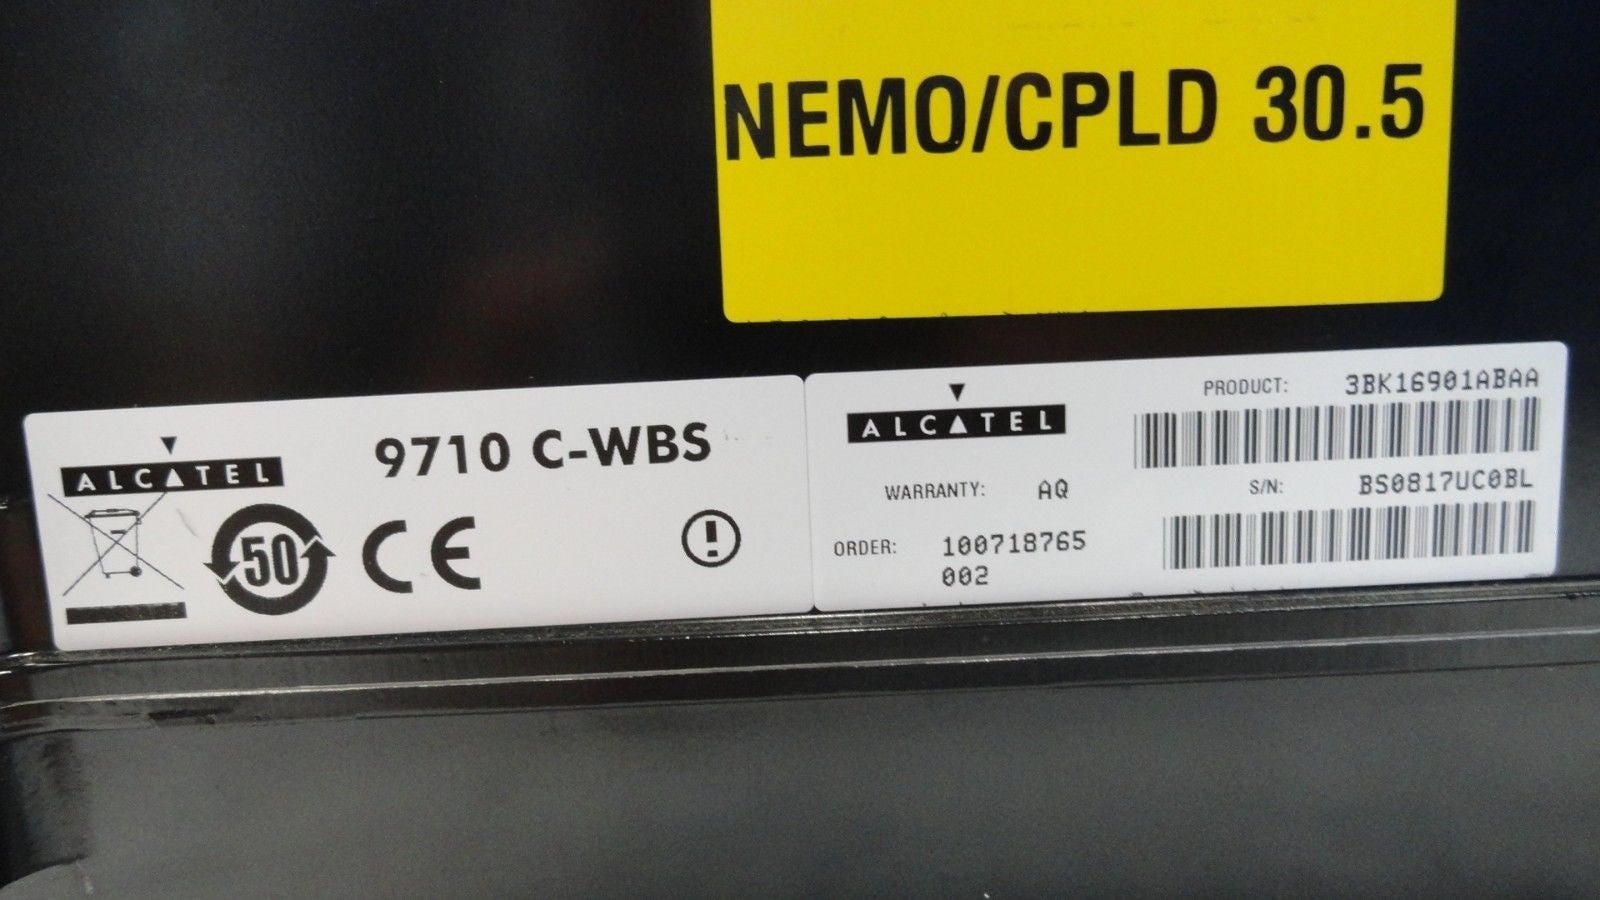 NEMO/CPLD 30.5
ALCATEL
9710 C-WBS
50
CE
ALCATEL
WARRANTY: AQ
ORDER: 100718765
002
PRODUCT: 3BK16901ABAA
S/N: BS0817UC0BL